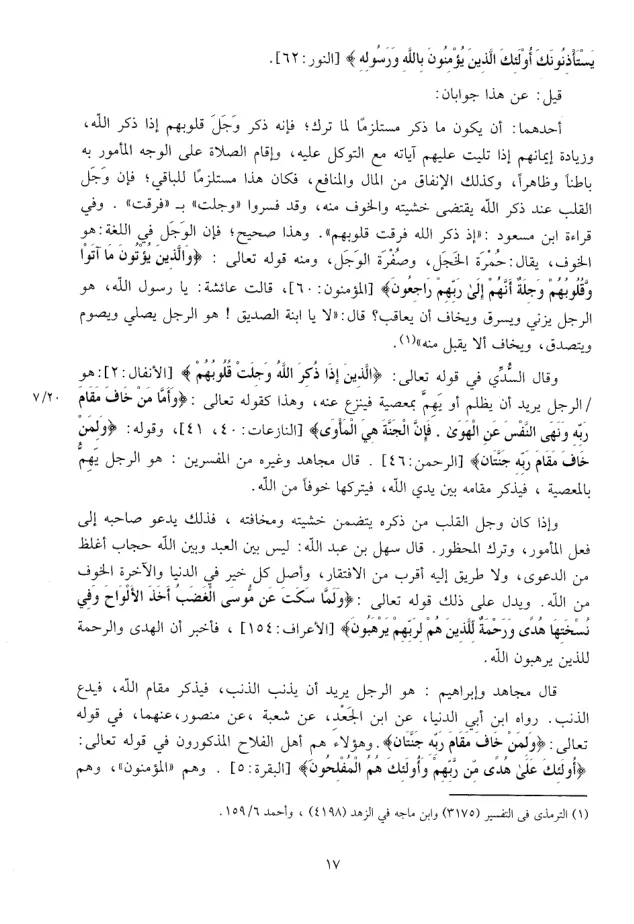 يَسْتَأْذِنُونَكَ أُوْلَئِكَ الَّذِينَ يُؤْمِنُونَ بِاللَّهِ وَرَسُولِهِ ﴾ [النور:٦٢].
قيل: عن هذا جوابان:
أحدهما: أن يكون ما ذكر مستلزمًا لما ترك؛ فإنه ذكر وَجَلَ قلوبهم إذا ذكر الله،
وزيادة إيمانهم إذا تليت عليهم آياته مع التوكل عليه، وإقام الصلاة على الوجه المأمور به
باطنًا وظاهراً، وكذلك الإنفاق من المال والمنافع، فكان هذا مستلزمًا للباقي؛ فإن وَجَل
القلب عند ذكر الله يقتضى خشيته والخوف منه، وقد فسروا «وجلت» بـ «فرقت» . وفي
قراءة ابن مسعود :«إذ ذكر الله فرقت قلوبهم». وهذا صحيح؛ فإن الوَجَل في اللغة:هو
الخوف، يقال:حُمْرَة الخَجَل، وصُفْرَة الوَجَل، ومنه قوله تعالى : ﴿وَالَّذِينَ يُؤْتُونَ مَا آتَوْا
وَّقُلُوبُهُمْ وَجِلَةٌ أَنَّهُمْ إِلَىٰ رَبِّهِمْ رَاجِعُونَ﴾ [المؤمنون:٦٠]، قالت عائشة: يا رسول الله، هو
الرجل يزني ويسرق ويخاف أن يعاقب؟ قال:«لا يا ابنة الصديق ! هو الرجل يصلي ويصوم
ويتصدق، ويخاف ألا يقبل منه»(١).
وقال السُّدِّي في قوله تعالى: ﴿الَّذِينَ إِذَا ذُكِرَ اللَّهُ وَجِلَتْ قُلُوبُهُمْ ﴾ [الأنفال:٢]:هو
٧/٢٠ /الرجل يريد أن يظلم أو يَهِمَّ بمعصية فينزع عنه، وهذا كقوله تعالى :﴿وَأَمَّا مَنْ خَافَ مَقَامَ
رَبِّهِ وَنَهَى النَّفْسَ عَنِ الْهَوَىٰ . فَإِنَّ الْجَنَّةَ هِيَ الْمَأْوَىٰ﴾ [النازعات:٤٠، ٤١]، وقوله: ﴿وَلِمَنْ
خَافَ مَقَامَ رَبِّهِ جَنَّتَانِ﴾ [الرحمن:٤٦] . قال مجاهد وغيره من المفسرين : هو الرجل يَهِمُّ
بالمعصية ، فيذكر مقامه بين يدي الله، فيتركها خوفاً من الله.
وإذا كان وجل القلب من ذكره يتضمن خشيته ومخافته ، فذلك يدعو صاحبه إلى
فعل المأمور، وترك المحظور. قال سهل بن عبد الله: ليس بين العبد وبين الله حجاب أغلظ
من الدعوى، ولا طريق إليه أقرب من الافتقار، وأصل كل خير في الدنيا والآخرة الخوف
من الله. ويدل على ذلك قوله تعالى :﴿وَلَمَّا سَكَتَ عَن مُّوسَى الْغَضَبُ أَخَذَ الْأَلْوَاحَ وَفِي
نُسْخَتِهَا هُدًى وَرَحْمَةٌ لِّلَّذِينَ هُمْ لِرَبِّهِمْ يَرْهَبُونَ﴾ [الأعراف:١٥٤] ، فأخبر أن الهدى والرحمة
للذين يرهبون الله.
قال مجاهد وإبراهيم : هو الرجل يريد أن يذنب الذنب، فيذكر مقام الله، فيدع
الذنب. رواه ابن أبي الدنيا، عن ابن الجَعْدِ، عن شعبة ،عن منصور،عنهما، في قوله
تعالى:﴿وَلِمَنْ خَافَ مَقَامَ رَبِّهِ جَنَّتَانِ﴾.وهؤلاء هم أهل الفلاح المذكورون في قوله تعالى:
﴿أُولَئِكَ عَلَىٰ هُدًى مِّن رَّبِّهِمْ وَأُولَئِكَ هُمُ الْمُفْلِحُونَ﴾ [البقرة:٥] . وهم «المؤمنون»، وهم
(١) الترمذى فى التفسير (٣١٧٥) وابن ماجه في الزهد (٤١٩٨) ، وأحمد ١٥٩/٦.
١٧